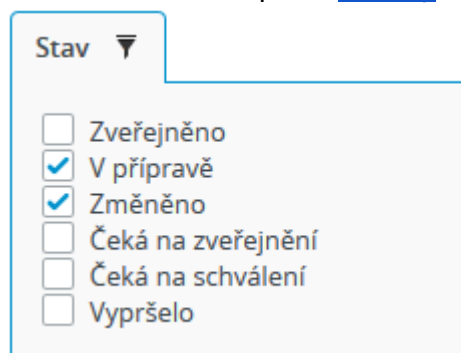 Stav
Zveřejněno
V přípravě
Změněno
Čeká na zveřejnění
Čeká na schválení
Vypršelo